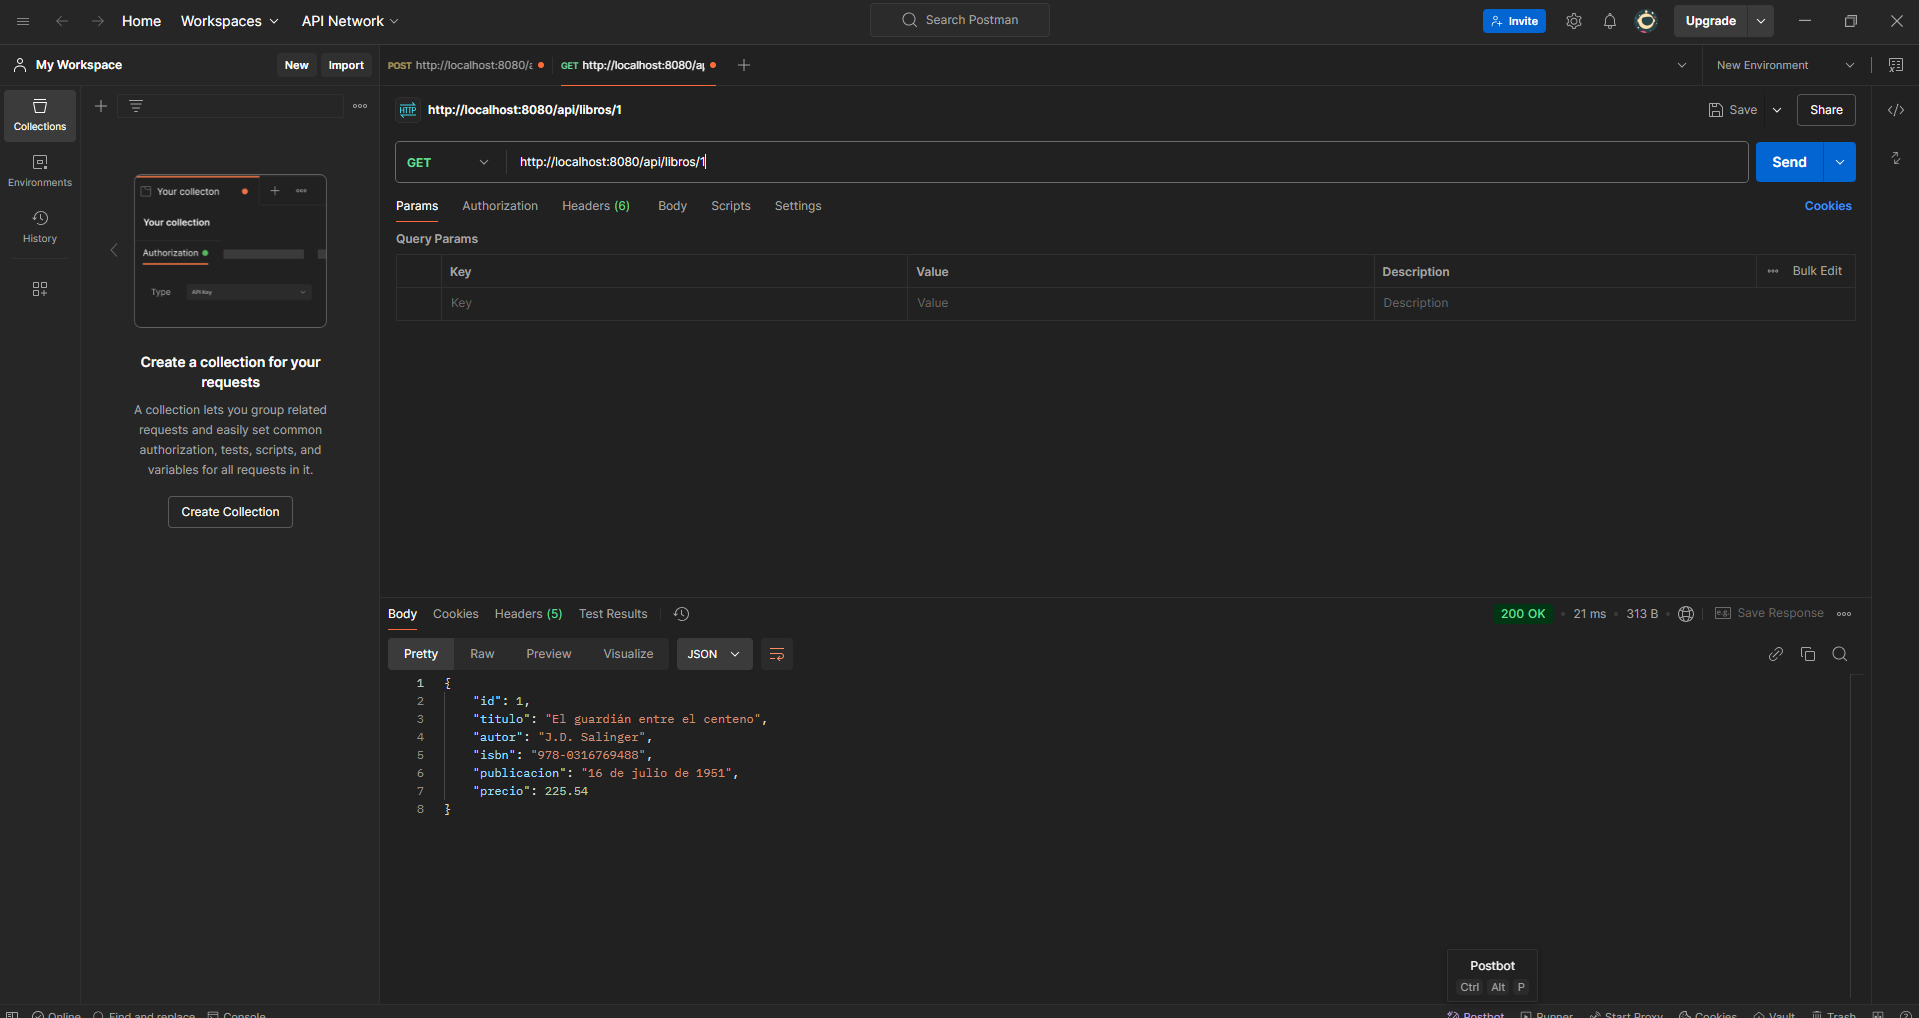 Home Workspaces API Network Search Postman Invite Upgrade
My Workspace New Import POST http://localhost:8080/a GET http://localhost:8080/ap New Environment
Collections
Environments
History
Your collecton
Your collection
Authorization
Type API Key
Create a collection for your
requests
A collection lets you group related
requests and easily set common
authorization, tests, scripts, and
variables for all requests in it.
Create Collection
HTTP http://localhost:8080/api/libros/1 Save Share
GET http://localhost:8080/api/libros/1 Send
Params Authorization Headers (6) Body Scripts Settings Cookies
Query Params
Key Value Description Bulk Edit
Key Value Description
Body Cookies Headers (5) Test Results 200 OK 21 ms 313 B e.g. Save Response
Pretty Raw Preview Visualize JSON
1 {
2 "id": 1,
3 "titulo": "El guardián entre el centeno",
4 "autor": "J.D. Salinger",
5 "isbn": "978-0316769488",
6 "publicacion": "16 de julio de 1951",
7 "precio": 225.54
8 }
Postbot
Ctrl Alt P
Online Find and replace Console Postbot Runner Start Proxy Cookies Vault Trash